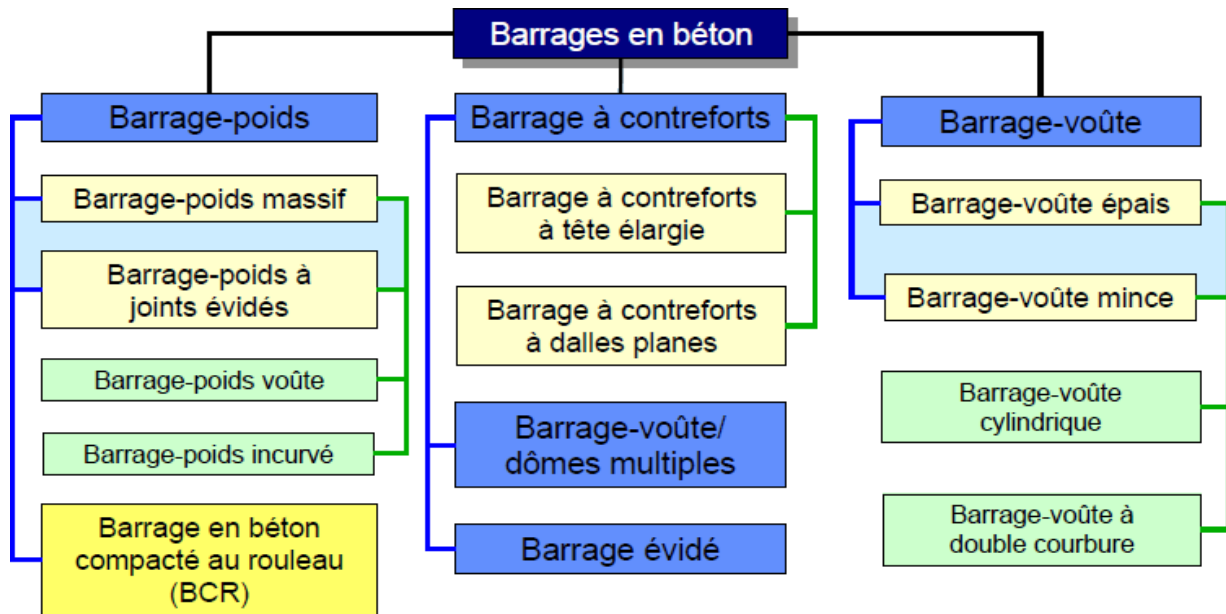 Barrages en béton
Barrage-poids
Barrage-poids massif
Barrage-poids à
joints évidés
Barrage-poids voûte
Barrage-poids incurvé
Barrage en béton
compacté au rouleau
(BCR)
Barrage à contreforts
Barrage à contreforts
à tête élargie
Barrage à contreforts
à dalles planes
Barrage-voûte/
dômes multiples
Barrage évidé
Barrage-voûte
Barrage-voûte épais
Barrage-voûte mince
Barrage-voûte
cylindrique
Barrage-voûte à
double courbure